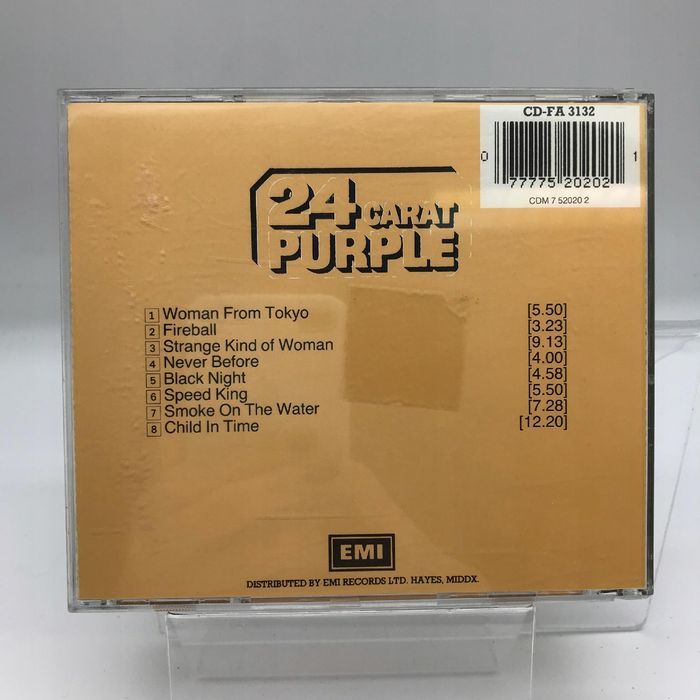 CD-FA 3132
0 77775 20202 1
CDM 7 52020 2
24 CARAT
PURPLE
1 Woman From Tokyo [5.50]
2 Fireball [3.23]
3 Strange Kind of Woman [9.13]
4 Never Before [4.00]
5 Black Night [4.58]
6 Speed King [5.50]
7 Smoke On The Water [7.28]
8 Child In Time [12.20]
EMI
DISTRIBUTED BY EMI RECORDS LTD. HAYES, MIDDX.